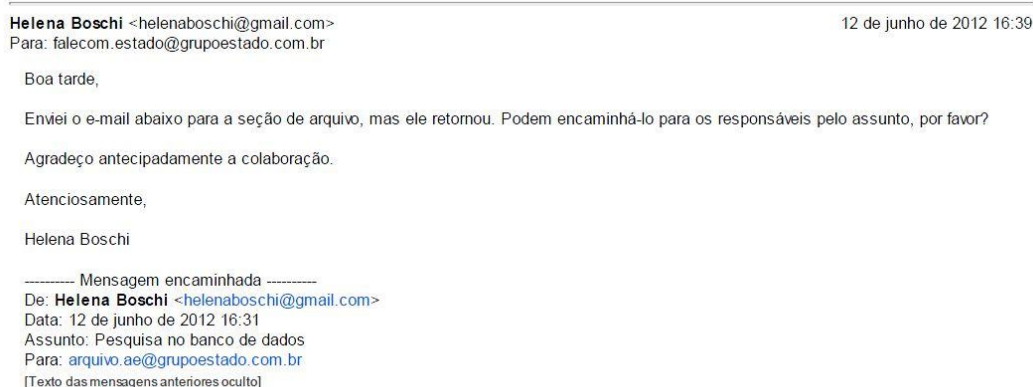 Helena Boschi <helenaboschi@gmail.com> 12 de junho de 2012 16:39
Para: falecom.estado@grupoestado.com.br
Boa tarde,
Enviei o e-mail abaixo para a seção de arquivo, mas ele retornou. Podem encaminhá-lo para os responsáveis pelo assunto, por favor?
Agradeço antecipadamente a colaboração.
Atenciosamente,
Helena Boschi
---------- Mensagem encaminhada ----------
De: Helena Boschi <helenaboschi@gmail.com>
Data: 12 de junho de 2012 16:31
Assunto: Pesquisa no banco de dados
Para: arquivo.ae@grupoestado.com.br
[Texto das mensagens anteriores oculto]